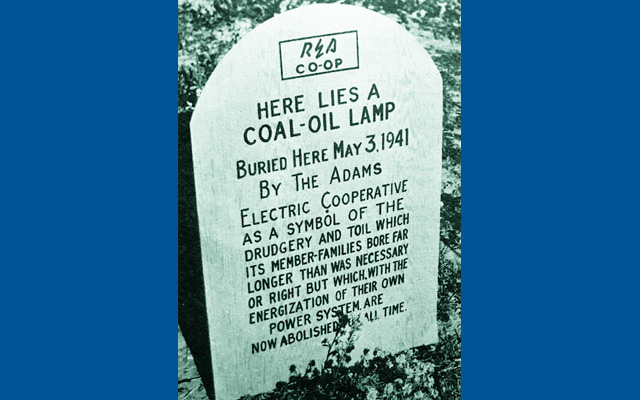 REA
CO-OP
HERE LIES A
COAL-OIL LAMP
BURIED HERE MAY 3, 1941
BY THE ADAMS
ELECTRIC COOPERATIVE
AS A SYMBOL OF THE
DRUDGERY AND TOIL WHICH
ITS MEMBER-FAMILIES BORE FAR
LONGER THAN WAS NECESSARY
OR RIGHT BUT WHICH, WITH THE
ENERGIZATION OF THEIR OWN
POWER SYSTEM, ARE
NOW ABOLISHED ALL TIME.